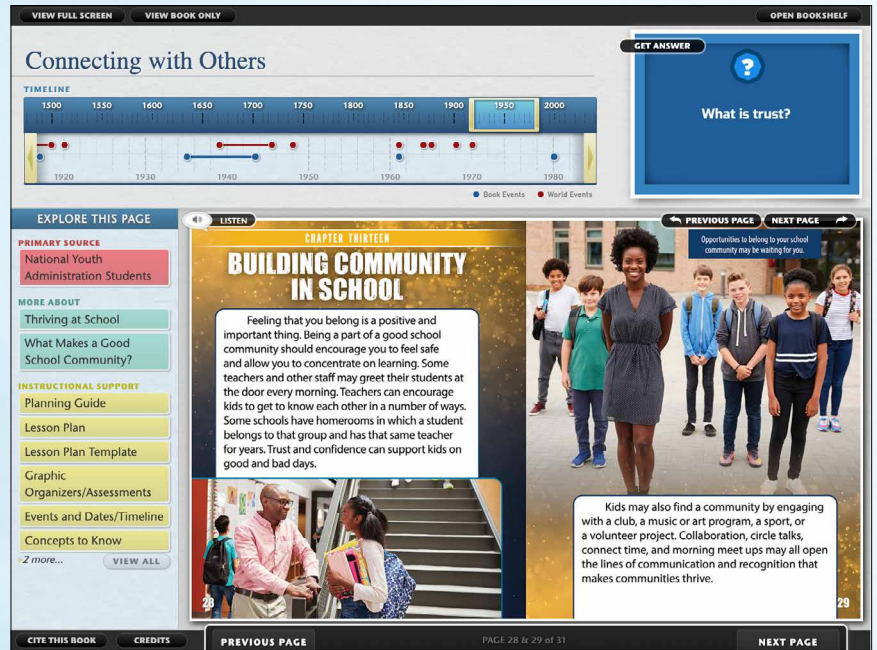 VIEW FULL SCREEN
VIEW BOOK ONLY
OPEN BOOKSHELF
Connecting with Others
GET ANSWER
?
What is trust?
TIMELINE
1500 1550 1600 1650 1700 1750 1800 1850 1900 1950 2000
1920 1930 1940 1950 1960 1970 1980
Book Events World Events
EXPLORE THIS PAGE
PRIMARY SOURCE
National Youth
Administration Students
MORE ABOUT
Thriving at School
What Makes a Good
School Community?
INSTRUCTIONAL SUPPORT
Planning Guide
Lesson Plan
Lesson Plan Template
Graphic
Organizers/Assessments
Events and Dates/Timeline
Concepts to Know
2 more...
VIEW ALL
LISTEN
PREVIOUS PAGE
NEXT PAGE
CHAPTER THIRTEEN
BUILDING COMMUNITY
IN SCHOOL
Feeling that you belong is a positive and
important thing. Being a part of a good school
community should encourage you to feel safe
and allow you to concentrate on learning. Some
teachers and other staff may greet their students at
the door every morning. Teachers can encourage
kids to get to know each other in a number of ways.
Some schools have homerooms in which a student
belongs to that group and has that same teacher
for years. Trust and confidence can support kids on
good and bad days.
28
Opportunities to belong to your school
community may be waiting for you.
Kids may also find a community by engaging
with a club, a music or art program, a sport, or
a volunteer project. Collaboration, circle talks,
connect time, and morning meet ups may all open
the lines of communication and recognition that
makes communities thrive.
29
CITE THIS BOOK
CREDITS
PREVIOUS PAGE
PAGE 28 & 29 of 31
NEXT PAGE